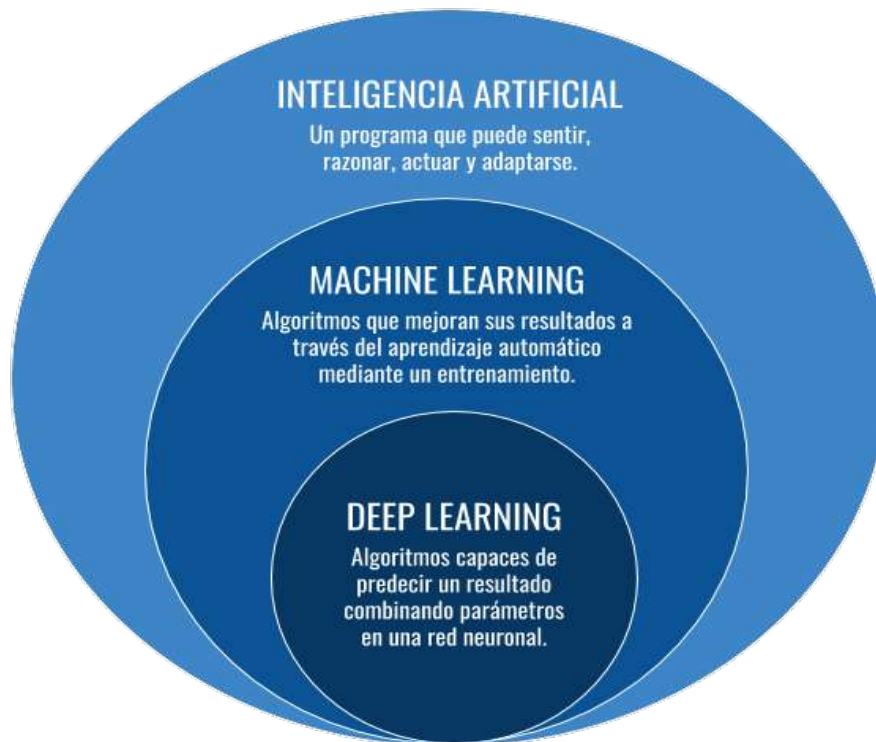 INTELIGENCIA ARTIFICIAL
Un programa que puede sentir,
razonar, actuar y adaptarse.
MACHINE LEARNING
Algoritmos que mejoran sus resultados a
través del aprendizaje automático
mediante un entrenamiento.
DEEP LEARNING
Algoritmos capaces de
predecir un resultado
combinando parámetros
en una red neuronal.